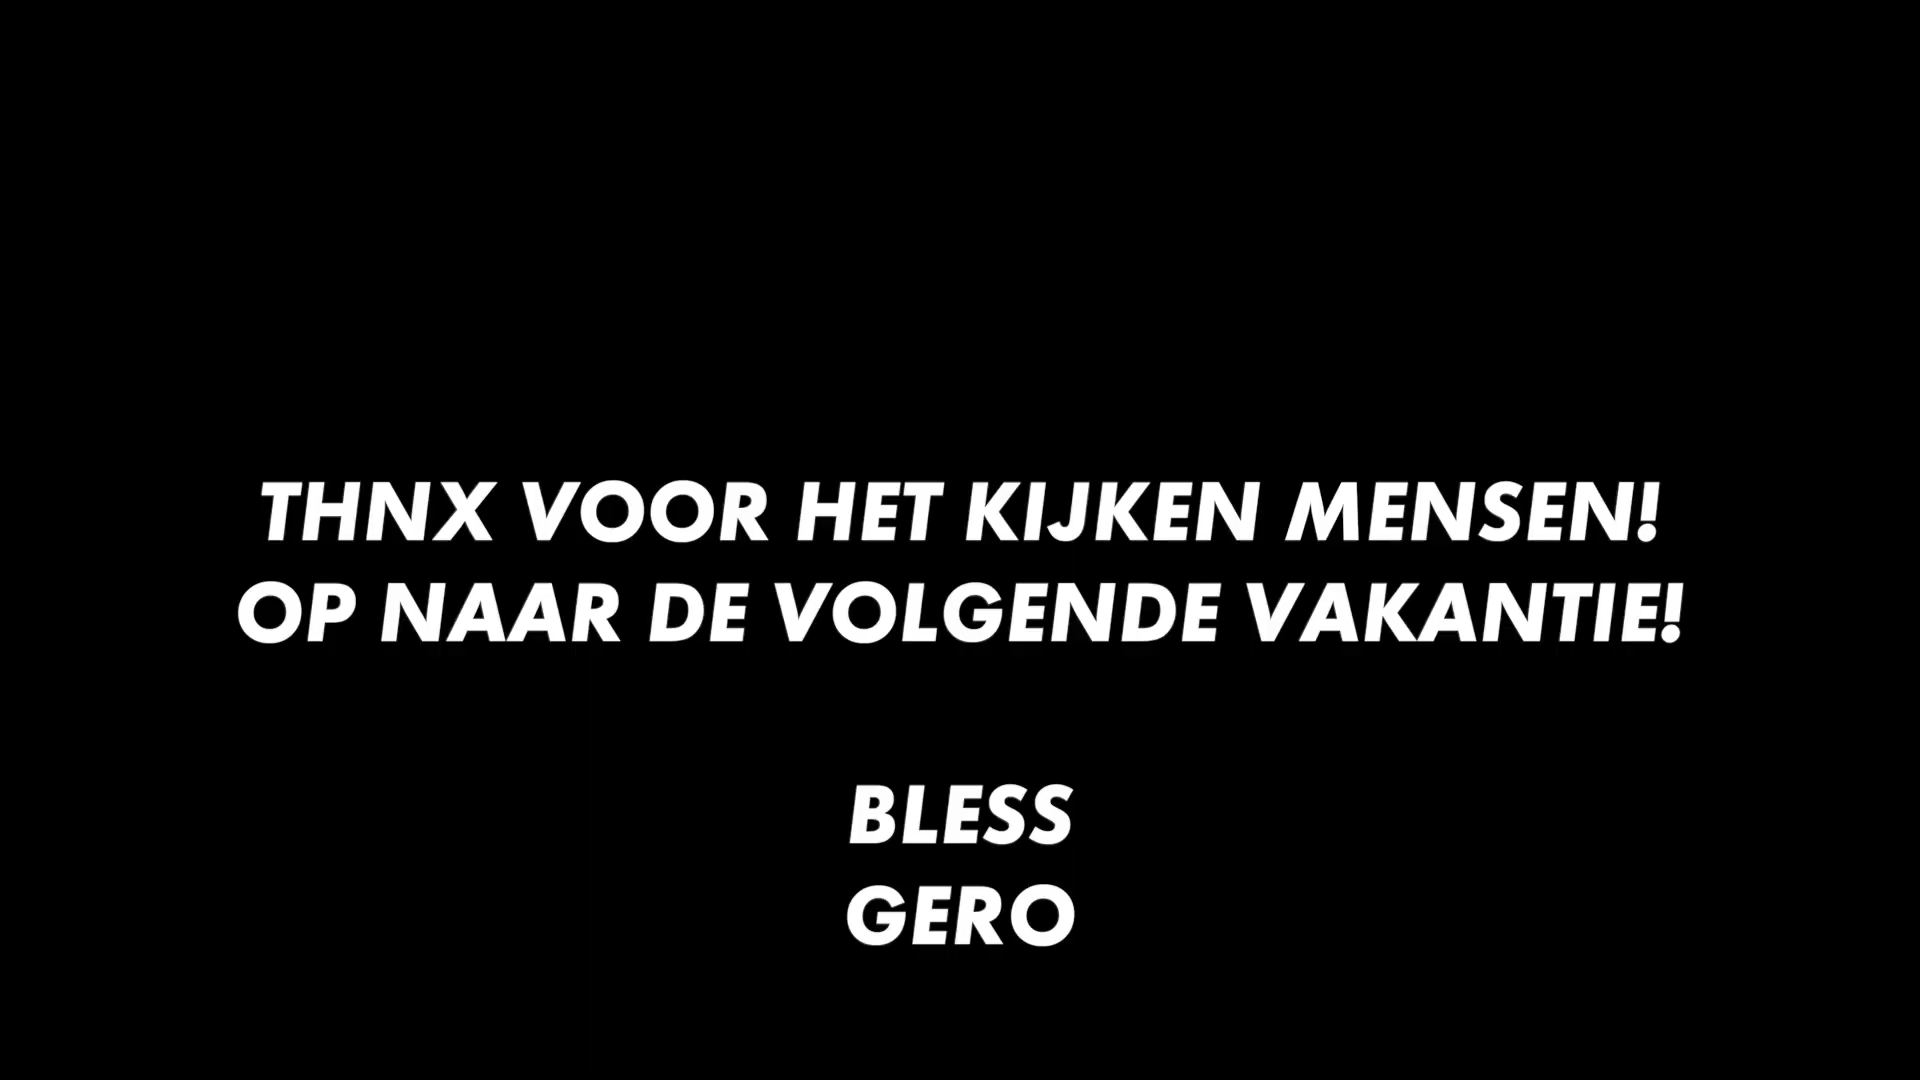 THNX VOOR HET KIJKEN MENSEN!
OP NAAR DE VOLGENDE VAKANTIE!
BLESS
GERO